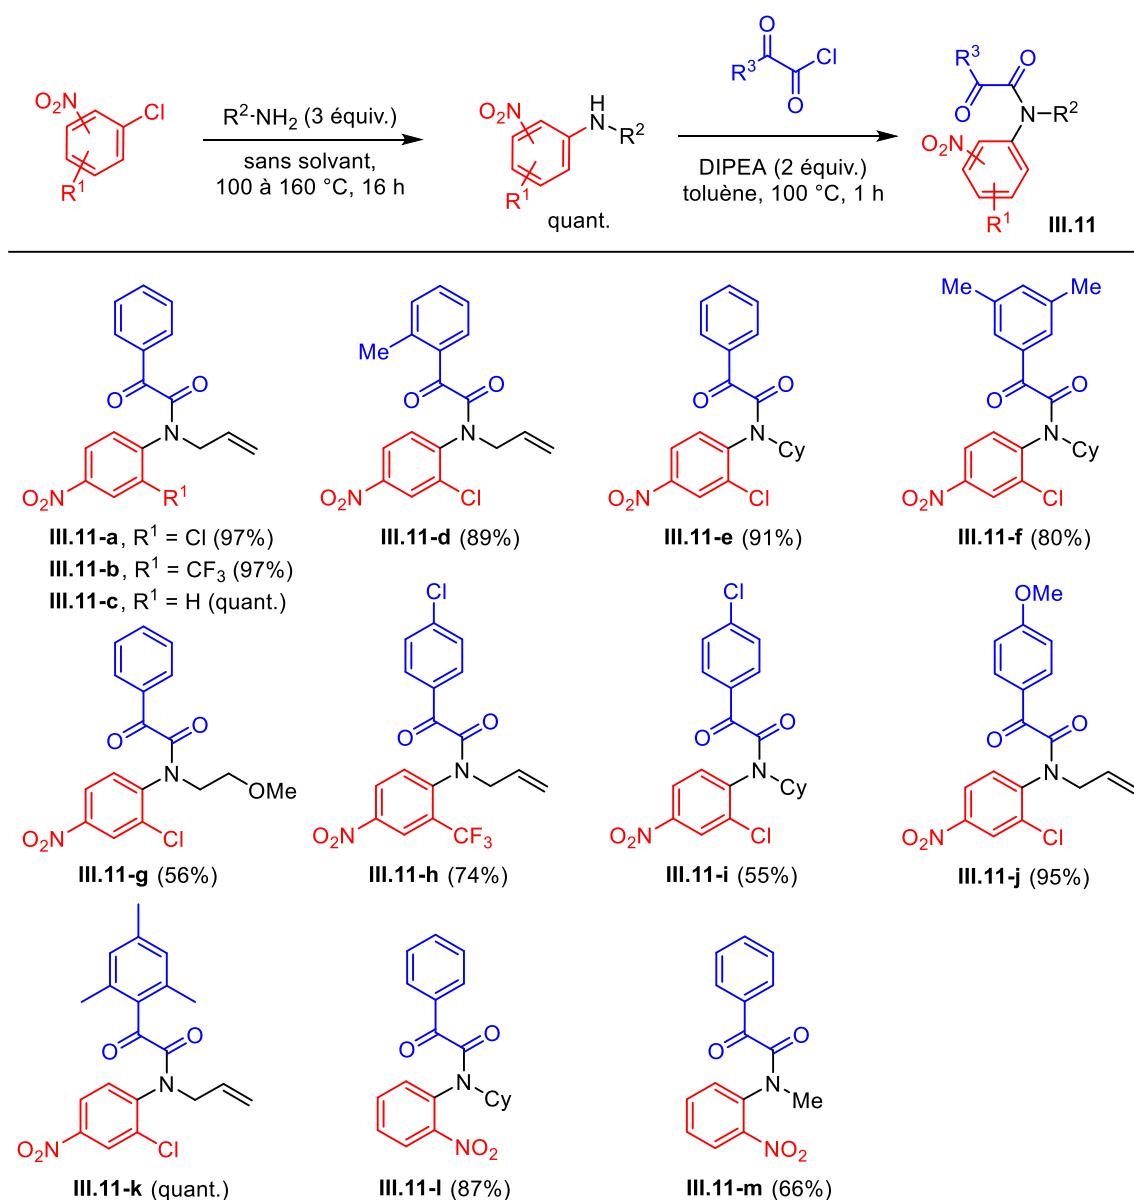 O₂N Cl R¹
R²-NH₂ (3 équiv.)
sans solvant,
100 à 160 °C, 16 h
O₂N H N R² R¹
quant.
O Cl R³ O
DIPEA (2 équiv.)
toluène, 100 °C, 1 h
R³ O O N R² O₂N R¹
III.11
O O N O₂N R¹
III.11-a, R¹ = Cl (97%)
III.11-b, R¹ = CF₃ (97%)
III.11-c, R¹ = H (quant.)
Me O O N O₂N Cl
III.11-d (89%)
O O N Cy O₂N Cl
III.11-e (91%)
Me Me O O N Cy O₂N Cl
III.11-f (80%)
O O N OMe O₂N Cl
III.11-g (56%)
Cl O O N O₂N CF₃
III.11-h (74%)
Cl O O N Cy O₂N Cl
III.11-i (55%)
OMe O O N O₂N Cl
III.11-j (95%)
O O N O₂N Cl
III.11-k (quant.)
O O N Cy NO₂
III.11-l (87%)
O O N Me NO₂
III.11-m (66%)